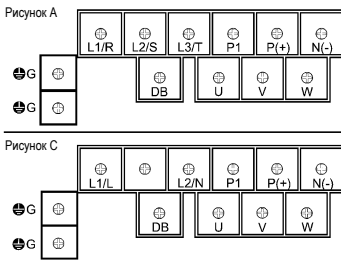 Рисунок A
L1/R L2/S L3/T P1 P(+) N(-)
G
DB U V W
G
Рисунок C
L1/L L2/N P1 P(+) N(-)
G
DB U V W
G